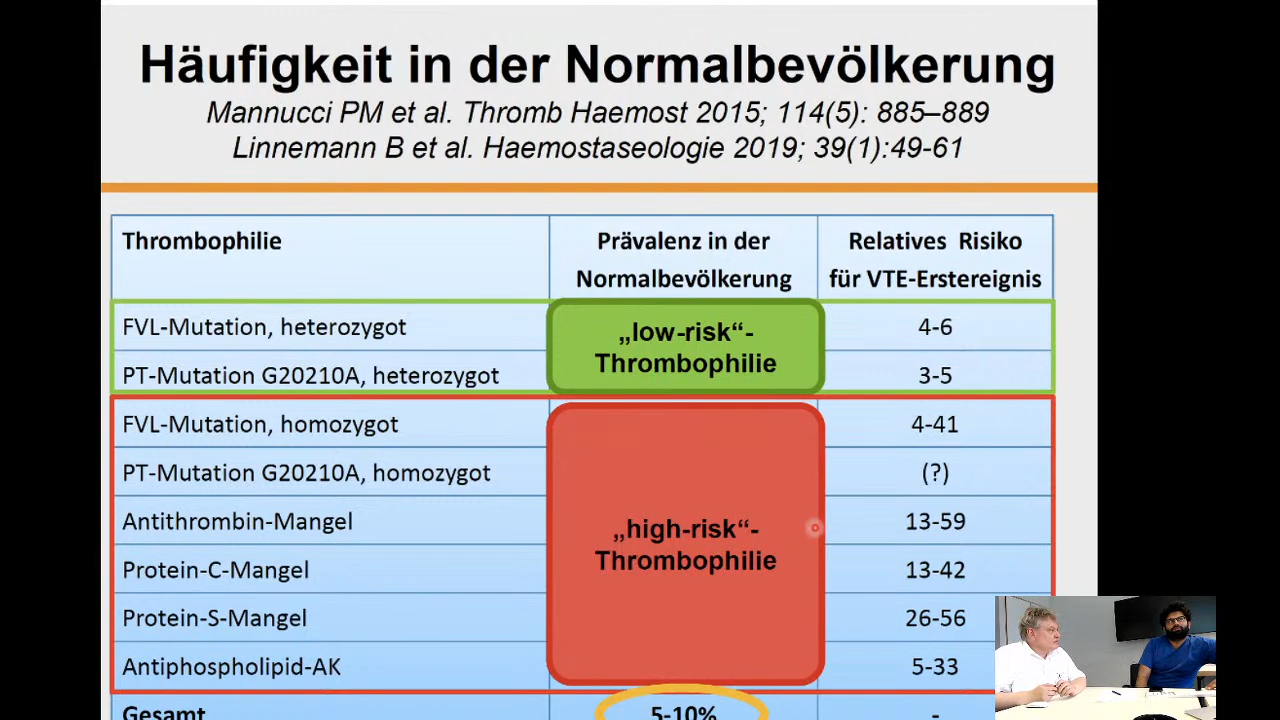 Häufigkeit in der Normalbevölkerung
Mannucci PM et al. Thromb Haemost 2015; 114(5): 885–889
Linnemann B et al. Haemostaseologie 2019; 39(1):49-61
Thrombophilie
Prävalenz in der
Normalbevölkerung
Relatives Risiko
für VTE-Erstereignis
FVL-Mutation, heterozygot
4-6
PT-Mutation G20210A, heterozygot
3-5
„low-risk“-
Thrombophilie
FVL-Mutation, homozygot
4-41
PT-Mutation G20210A, homozygot
(?)
Antithrombin-Mangel
13-59
Protein-C-Mangel
13-42
Protein-S-Mangel
26-56
Antiphospholipid-AK
5-33
„high-risk“-
Thrombophilie
Gesamt
5-10%
-